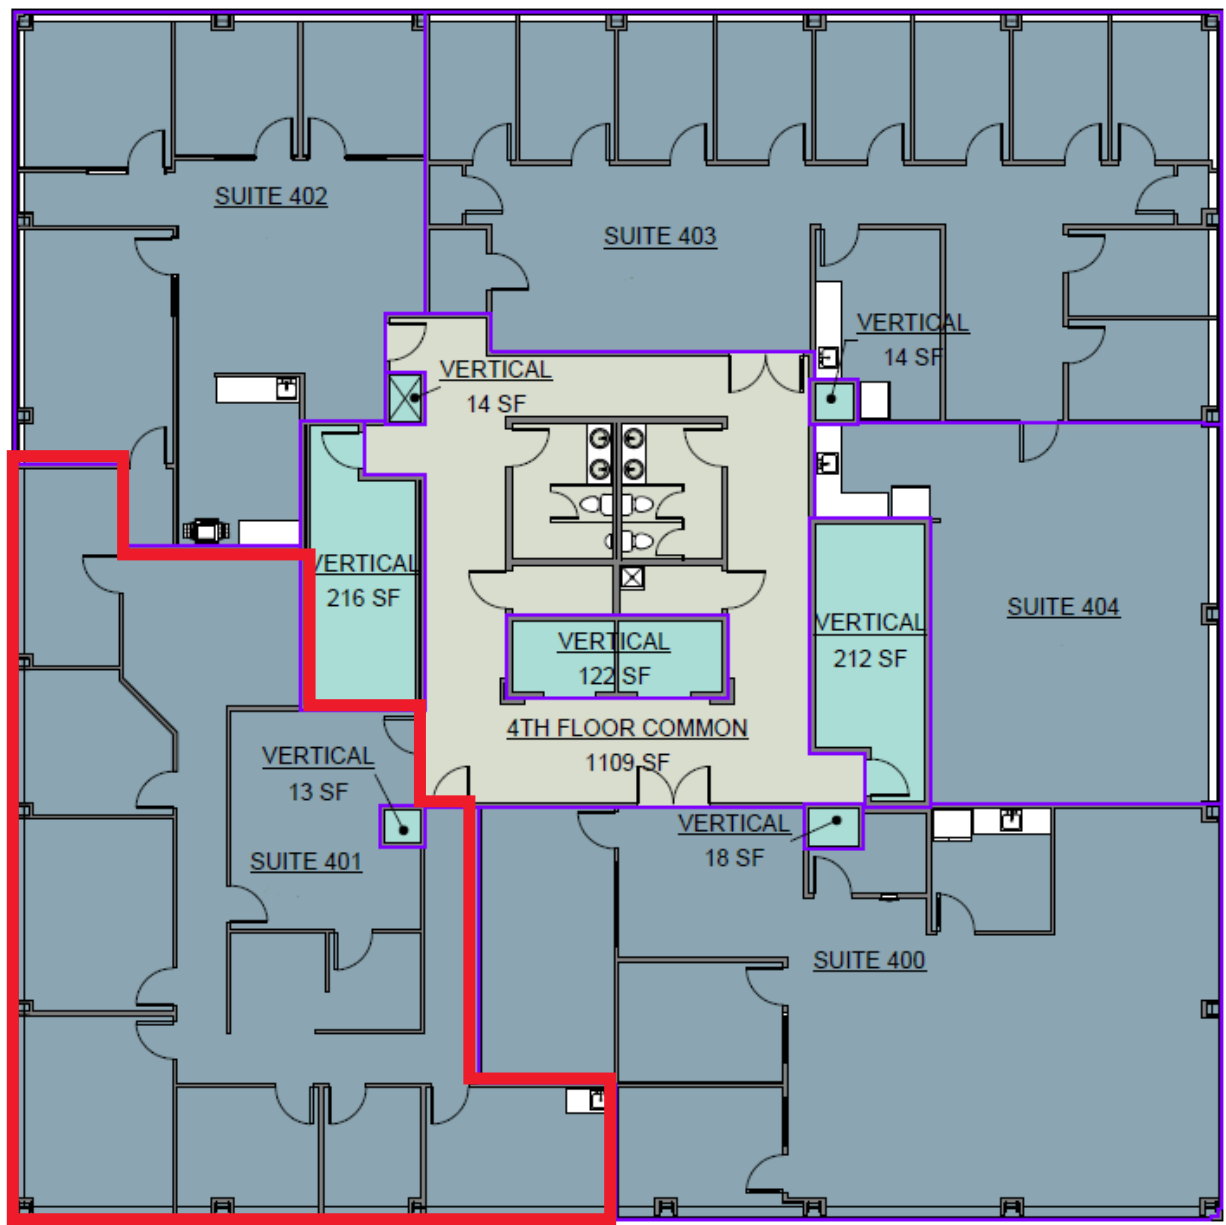 SUITE 402
SUITE 403
VERTICAL
14 SF
VERTICAL
14 SF
VERTICAL
216 SF
SUITE 404
VERTICAL
212 SF
VERTICAL
122 SF
4TH FLOOR COMMON
1109 SF
VERTICAL
13 SF
VERTICAL
18 SF
SUITE 401
SUITE 400